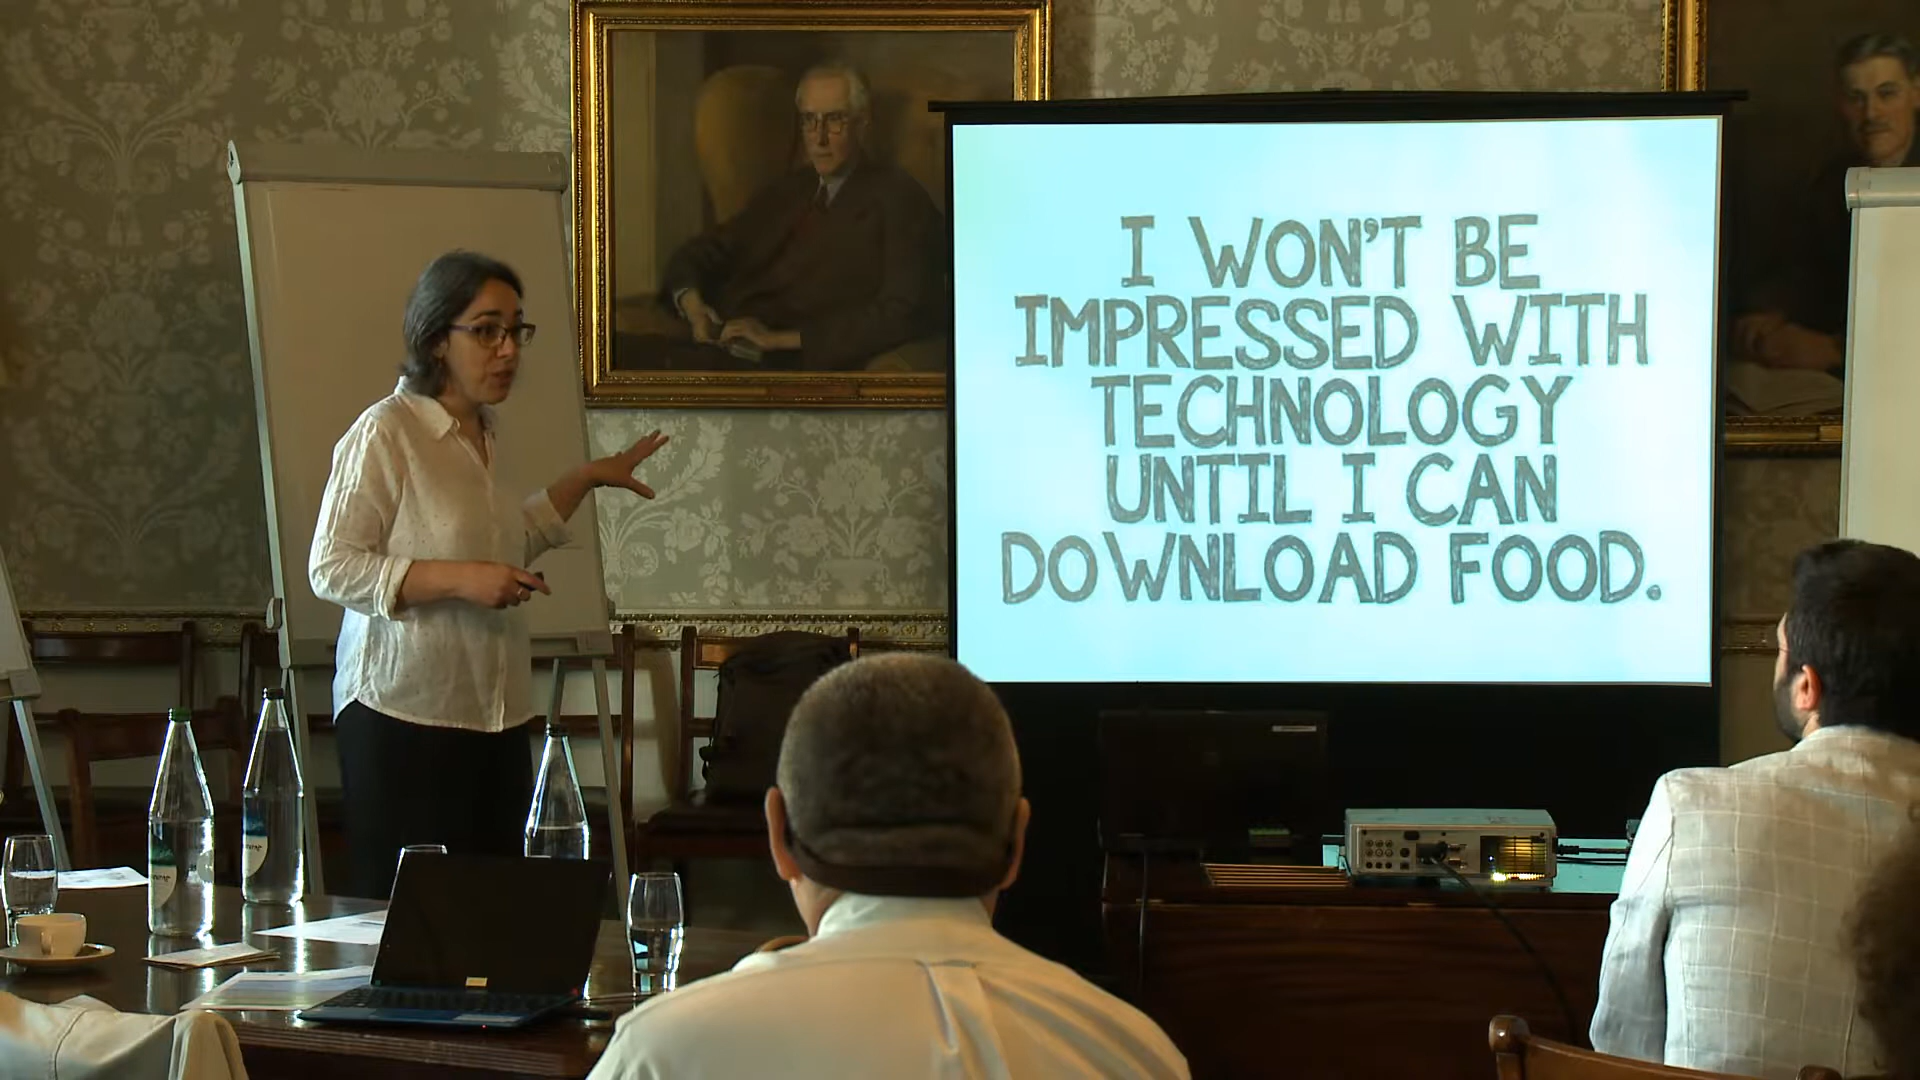 I WON'T BE
IMPRESSED WITH
TECHNOLOGY
UNTIL I CAN
DOWNLOAD FOOD.